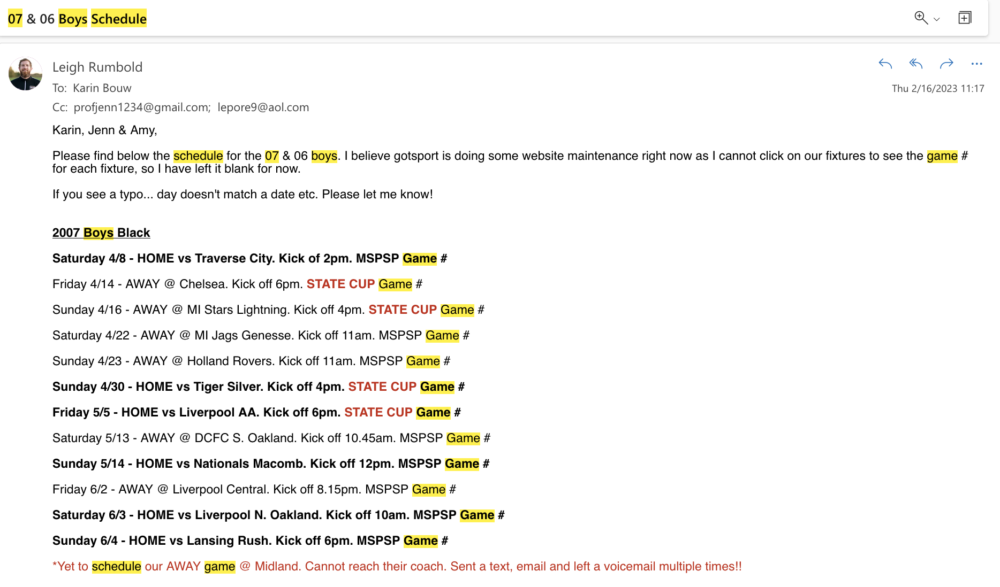 07 & 06 Boys Schedule
Leigh Rumbold
To: Karin Bouw
Thu 2/16/2023 11:17
Cc: profjenn1234@gmail.com; lepore9@aol.com
Karin, Jenn & Amy,
Please find below the schedule for the 07 & 06 boys. I believe gotsport is doing some website maintenance right now as I cannot click on our fixtures to see the game #
for each fixture, so I have left it blank for now.
If you see a typo... day doesn't match a date etc. Please let me know!
2007 Boys Black
Saturday 4/8 - HOME vs Traverse City. Kick of 2pm. MSPSP Game #
Friday 4/14 - AWAY @ Chelsea. Kick off 6pm. STATE CUP Game #
Sunday 4/16 - AWAY @ MI Stars Lightning. Kick off 4pm. STATE CUP Game #
Saturday 4/22 - AWAY @ MI Jags Genesse. Kick off 11am. MSPSP Game #
Sunday 4/23 - AWAY @ Holland Rovers. Kick off 11am. MSPSP Game #
Sunday 4/30 - HOME vs Tiger Silver. Kick off 4pm. STATE CUP Game #
Friday 5/5 - HOME vs Liverpool AA. Kick off 6pm. STATE CUP Game #
Saturday 5/13 - AWAY @ DCFC S. Oakland. Kick off 10.45am. MSPSP Game #
Sunday 5/14 - HOME vs Nationals Macomb. Kick off 12pm. MSPSP Game #
Friday 6/2 - AWAY @ Liverpool Central. Kick off 8.15pm. MSPSP Game #
Saturday 6/3 - HOME vs Liverpool N. Oakland. Kick off 10am. MSPSP Game #
Sunday 6/4 - HOME vs Lansing Rush. Kick off 6pm. MSPSP Game #
*Yet to schedule our AWAY game @ Midland. Cannot reach their coach. Sent a text, email and left a voicemail multiple times!!